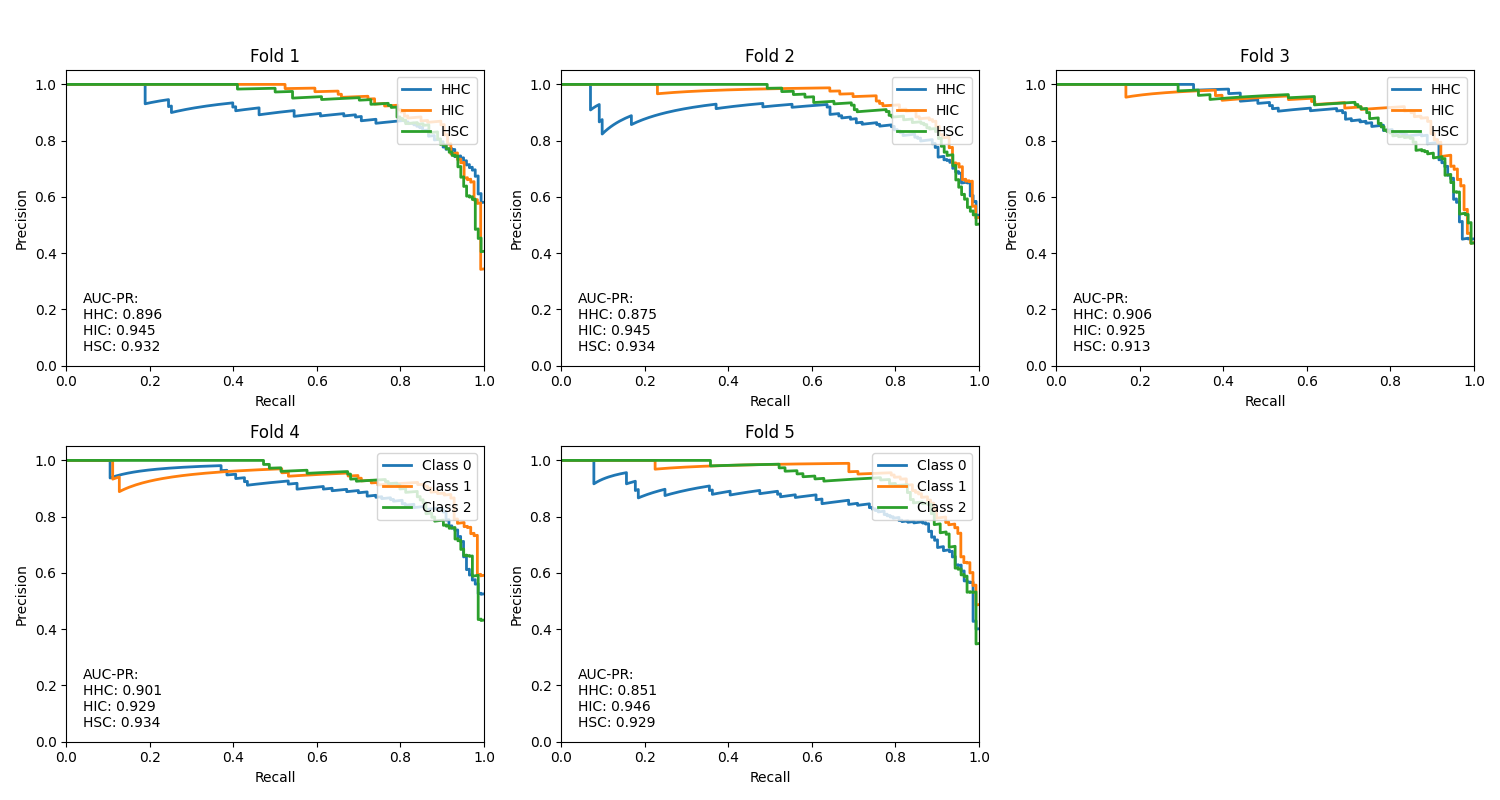 Fold 1
1.0
0.8
0.6
0.4
0.2
0.0
Precision
HHC
HIC
HSC
AUC-PR:
HHC: 0.896
HIC: 0.945
HSC: 0.932
0.0 0.2 0.4 0.6 0.8 1.0
Recall
Fold 2
1.0
0.8
0.6
0.4
0.2
0.0
Precision
HHC
HIC
HSC
AUC-PR:
HHC: 0.875
HIC: 0.945
HSC: 0.934
0.0 0.2 0.4 0.6 0.8 1.0
Recall
Fold 3
1.0
0.8
0.6
0.4
0.2
0.0
Precision
HHC
HIC
HSC
AUC-PR:
HHC: 0.906
HIC: 0.925
HSC: 0.913
0.0 0.2 0.4 0.6 0.8 1.0
Recall
Fold 4
1.0
0.8
0.6
0.4
0.2
0.0
Precision
Class 0
Class 1
Class 2
AUC-PR:
HHC: 0.901
HIC: 0.929
HSC: 0.934
0.0 0.2 0.4 0.6 0.8 1.0
Recall
Fold 5
1.0
0.8
0.6
0.4
0.2
0.0
Precision
Class 0
Class 1
Class 2
AUC-PR:
HHC: 0.851
HIC: 0.946
HSC: 0.929
0.0 0.2 0.4 0.6 0.8 1.0
Recall